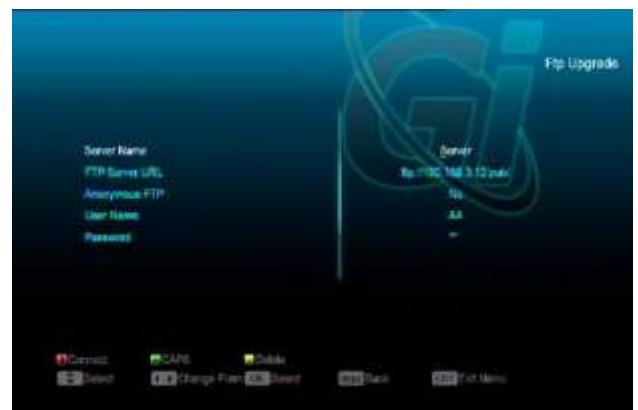 Ftp Upgrade
Server Name Server
FTP Server URL
Anonymous FTP No
User Name AA
Password **
Connect CAPS Delete
Select Change Select Back Exit Menu